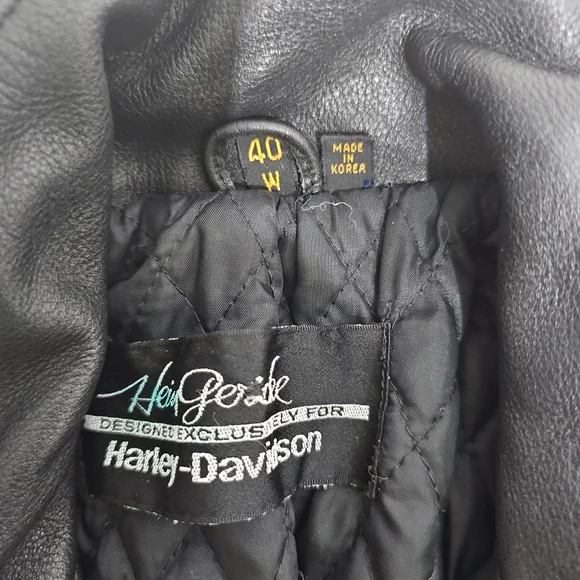 40
W
MADE
IN
KOREA
Hein Gericke
DESIGNED EXCLUSIVELY FOR
Harley-Davidson